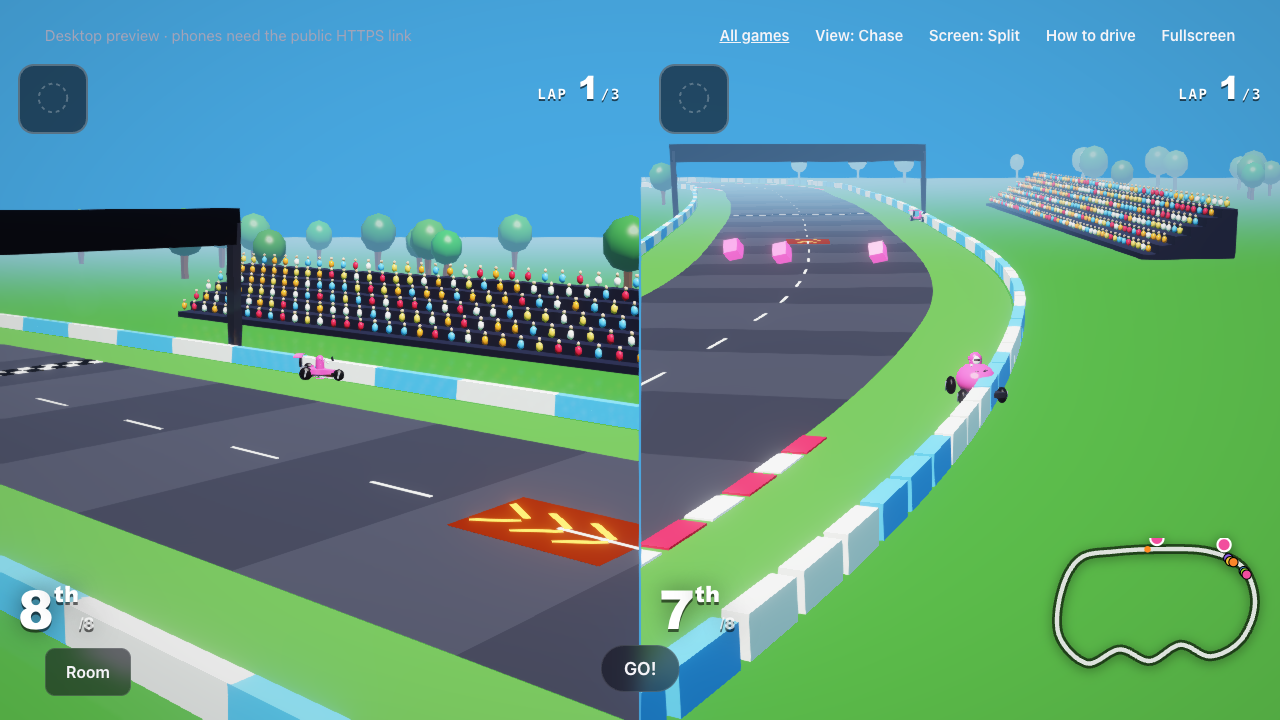 Desktop preview · phones need the public HTTPS link
All games View: Chase Screen: Split How to drive Fullscreen
LAP 1/3
LAP 1/3
8th /8
7th /8
Room
GO!